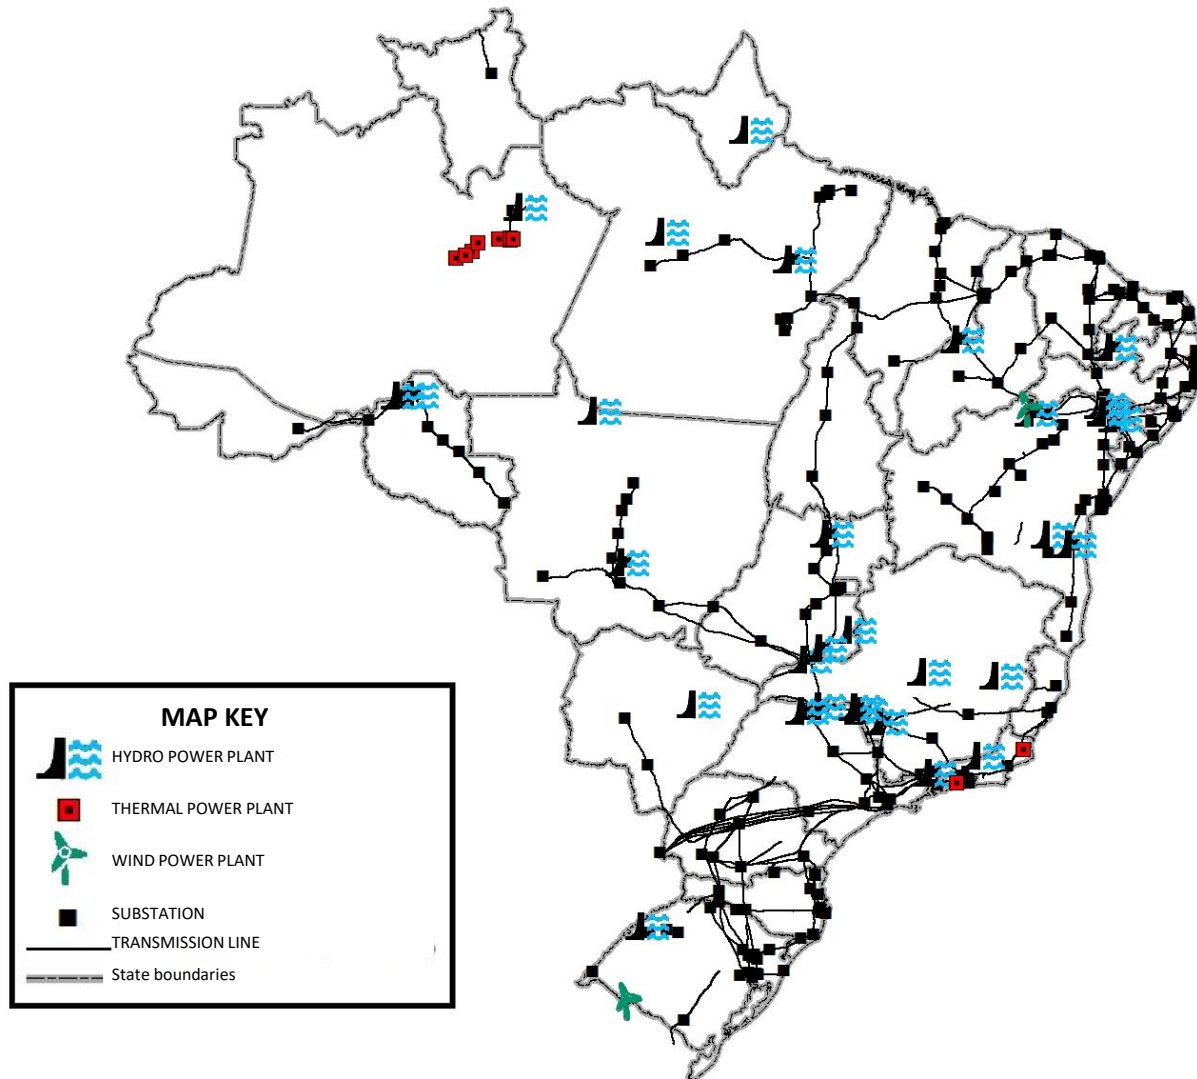 MAP KEY
HYDRO POWER PLANT
THERMAL POWER PLANT
WIND POWER PLANT
SUBSTATION
TRANSMISSION LINE
State boundaries